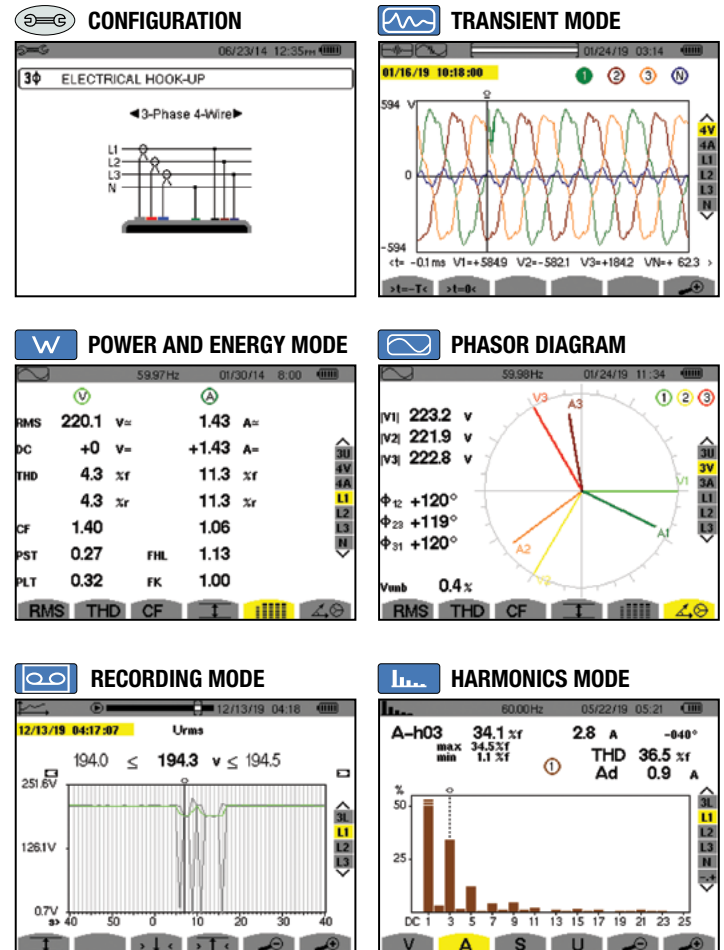 CONFIGURATION
06/23/14 12:35PM
3Φ ELECTRICAL HOOK-UP
◄3-Phase 4-Wire►
L1
L2
L3
N
TRANSIENT MODE
01/24/19 03:14
01/16/19 10:18:00
1 2 3 N
594 V
0
-594
4V
4A
L1
L2
L3
N
<t= -0.1ms V1=+584.9 V2=-582.1 V3=+184.2 VN=+ 62.3 >
>t=-T< >t=0<
POWER AND ENERGY MODE
59.97Hz 01/30/14 8:00
V A
RMS 220.1 V≃ 1.43 A≃
DC +0 V= +1.43 A=
THD 4.3 %f 11.3 %f
4.3 %r 11.3 %r
CF 1.40 1.06
PST 0.27 FHL 1.13
PLT 0.32 FK 1.00
3U
4V
4A
L1
L2
L3
N
RMS THD CF
PHASOR DIAGRAM
59.98Hz 01/24/19 11:34
1 2 3
|V1| 223.2 V
|V2| 221.9 V
|V3| 222.8 V
Φ12 +120°
Φ23 +119°
Φ31 +120°
Vunb 0.4%
V3
A3
V1
A1
A2
V2
3U
3V
3A
L1
L2
L3
RMS THD CF
RECORDING MODE
12/13/19 04:18
12/13/19 04:17:07 Urms
194.0 ≤ 194.3 V ≤ 194.5
251.6V
126.1V
0.7V
s> 40 50 0 10 20 30 40
3L
L1
L2
L3
HARMONICS MODE
60.00Hz 05/22/19 05:21
A-h03 34.1 %f 2.8 A -040°
max 34.5%f
min 1.1 %f
1
THD 36.5 %f
Ad 0.9 A
%
50
25
DC 1 3 5 7 9 11 13 15 17 19 21 23 25
3L
L1
L2
L3
N
-.+
V A S U